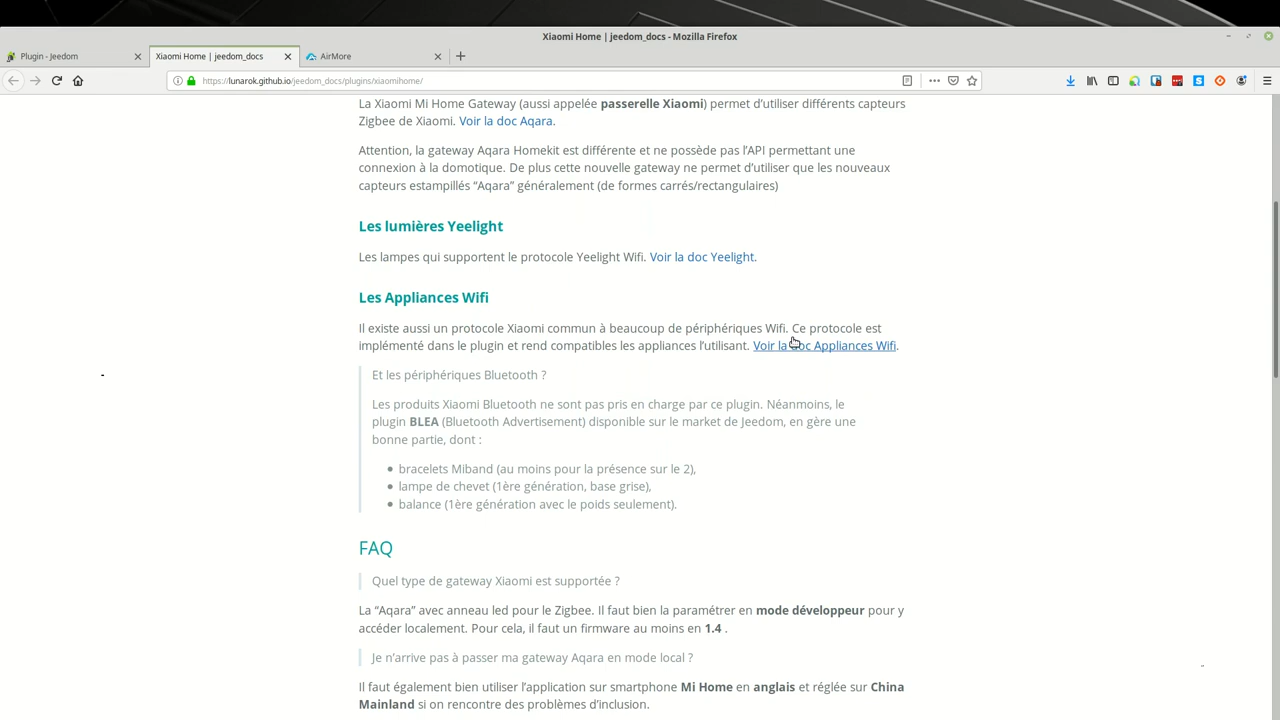 Xiaomi Home | jeedom_docs - Mozilla Firefox
Plugin - Jeedom
Xiaomi Home | jeedom_docs
AirMore
https://lunarok.github.io/jeedom_docs/plugins/xiaomihome/
La Xiaomi Mi Home Gateway (aussi appelée passerelle Xiaomi) permet d’utiliser différents capteurs
Zigbee de Xiaomi. Voir la doc Aqara.
Attention, la gateway Aqara Homekit est différente et ne possède pas l’API permettant une
connexion à la domotique. De plus cette nouvelle gateway ne permet d’utiliser que les nouveaux
capteurs estampillés “Aqara” généralement (de formes carrés/rectangulaires)
Les lumières Yeelight
Les lampes qui supportent le protocole Yeelight Wifi. Voir la doc Yeelight.
Les Appliances Wifi
Il existe aussi un protocole Xiaomi commun à beaucoup de périphériques Wifi. Ce protocole est
implémenté dans le plugin et rend compatibles les appliances l’utilisant. Voir la doc Appliances Wifi.
Et les périphériques Bluetooth ?
Les produits Xiaomi Bluetooth ne sont pas pris en charge par ce plugin. Néanmoins, le
plugin BLEA (Bluetooth Advertisement) disponible sur le market de Jeedom, en gère une
bonne partie, dont :
bracelets Miband (au moins pour la présence sur le 2),
lampe de chevet (1ère génération, base grise),
balance (1ère génération avec le poids seulement).
FAQ
Quel type de gateway Xiaomi est supportée ?
La “Aqara” avec anneau led pour le Zigbee. Il faut bien la paramétrer en mode développeur pour y
accéder localement. Pour cela, il faut un firmware au moins en 1.4 .
Je n’arrive pas à passer ma gateway Aqara en mode local ?
Il faut également bien utiliser l’application sur smartphone Mi Home en anglais et réglée sur China
Mainland si on rencontre des problèmes d’inclusion.